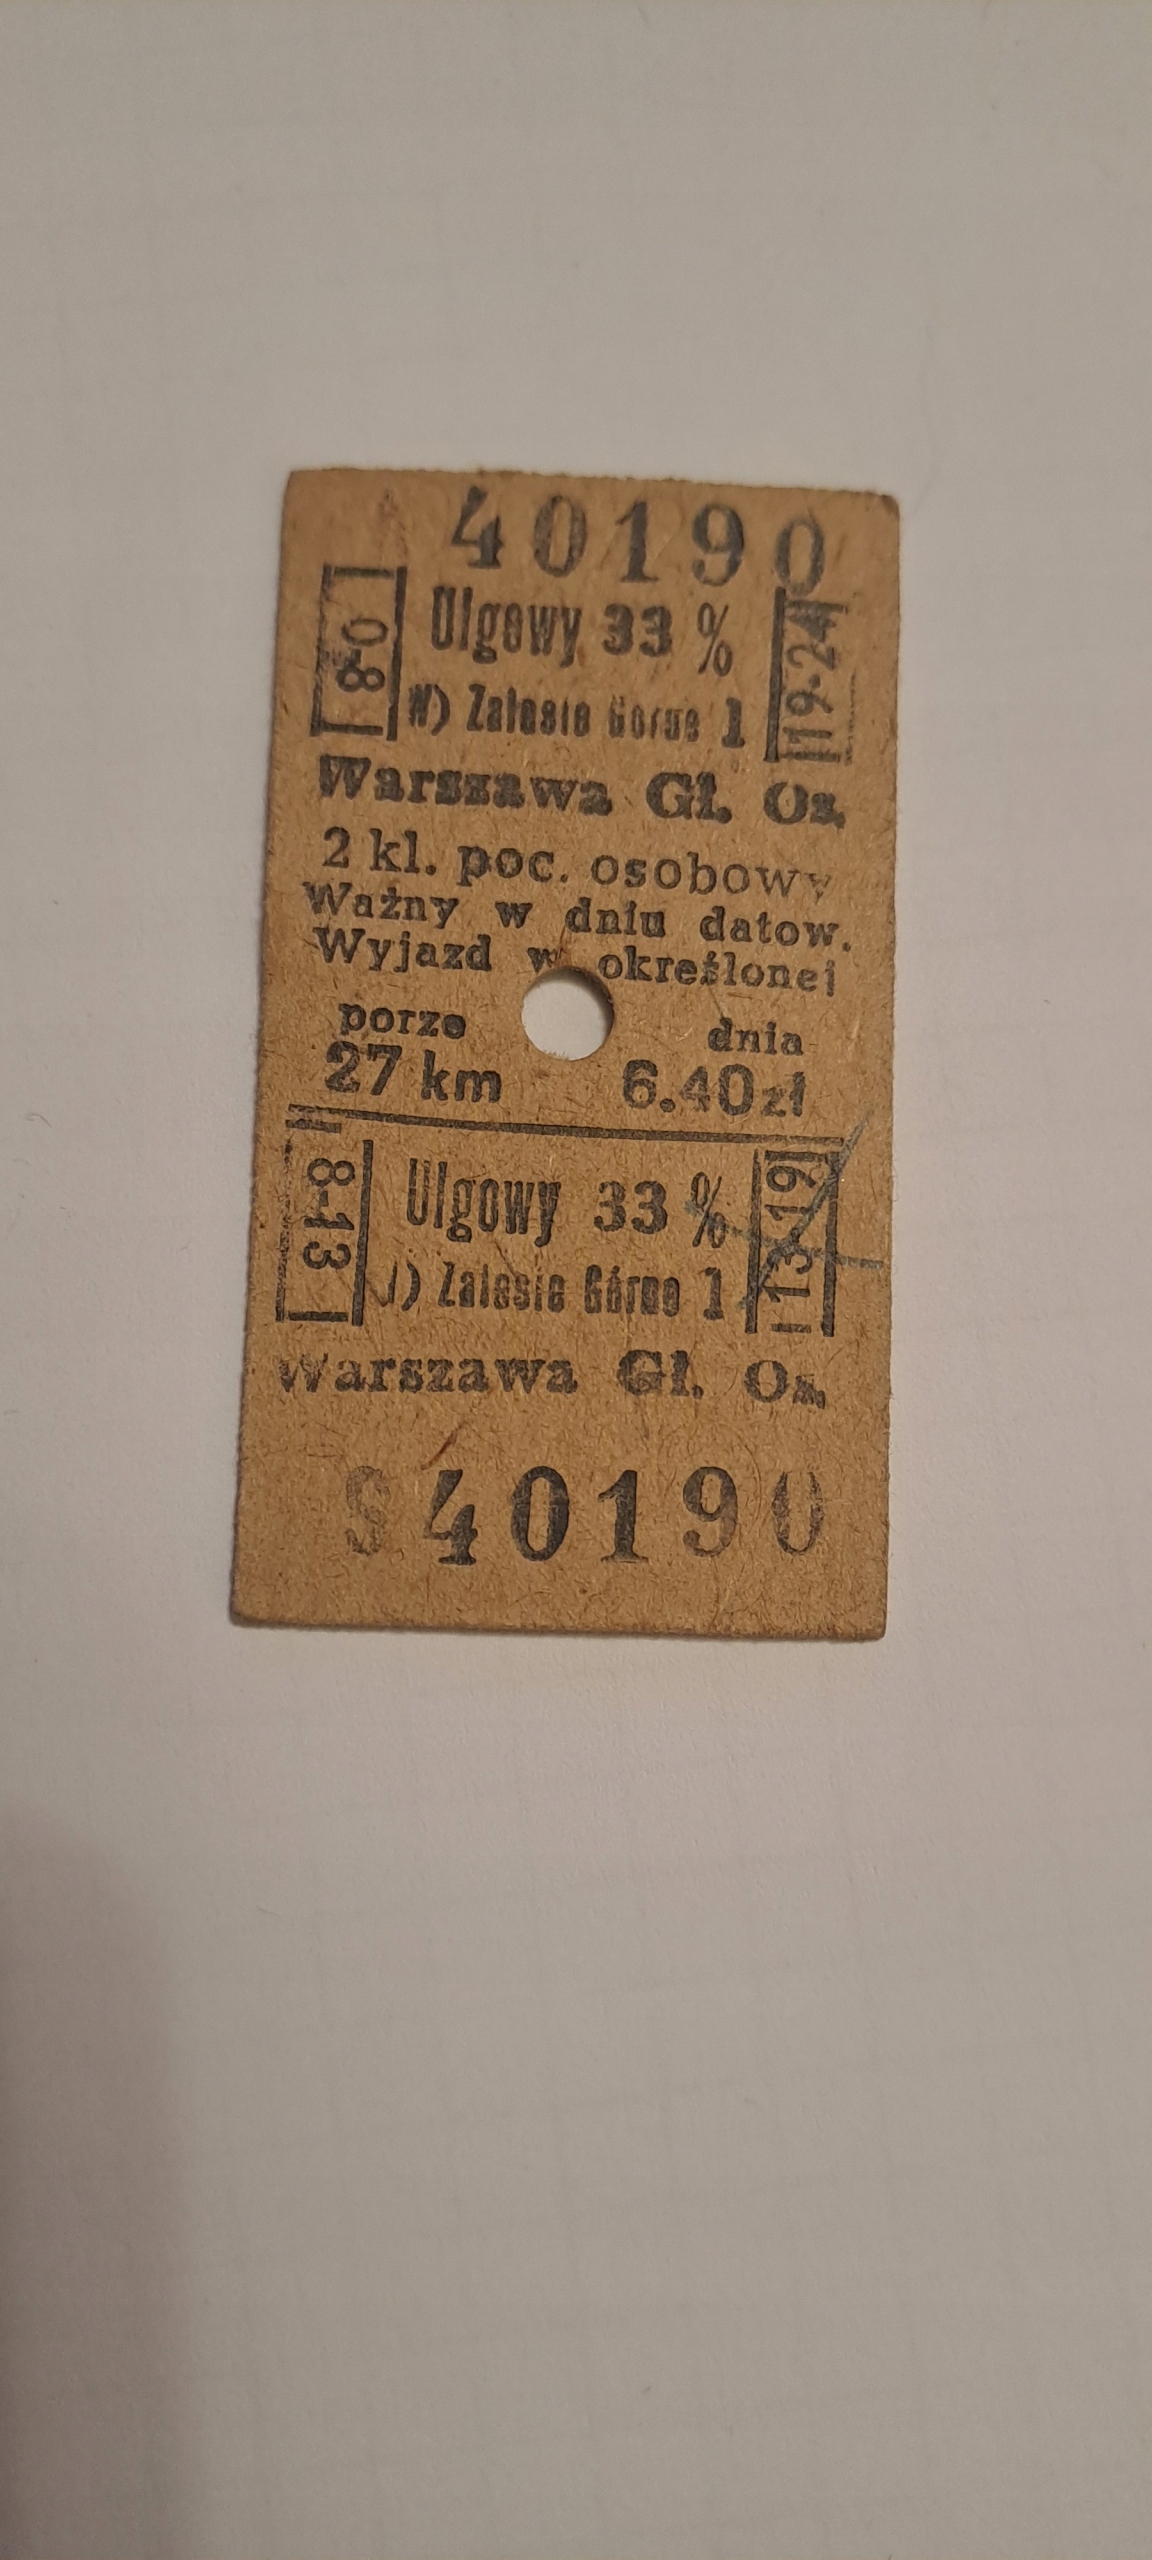 40190
0-8
Ulgowy 33 %
19-24
W) Zalesie Górne 1
Warszawa Gł. Os.
2 kl. poc. osobowy
Ważny w dniu datow.
Wyjazd w określonej
porze dnia
27 km 6.40zł
8-13
Ulgowy 33 %
13-19
) Zalesie Górne 1
Warszawa Gł. Os.
S 40190